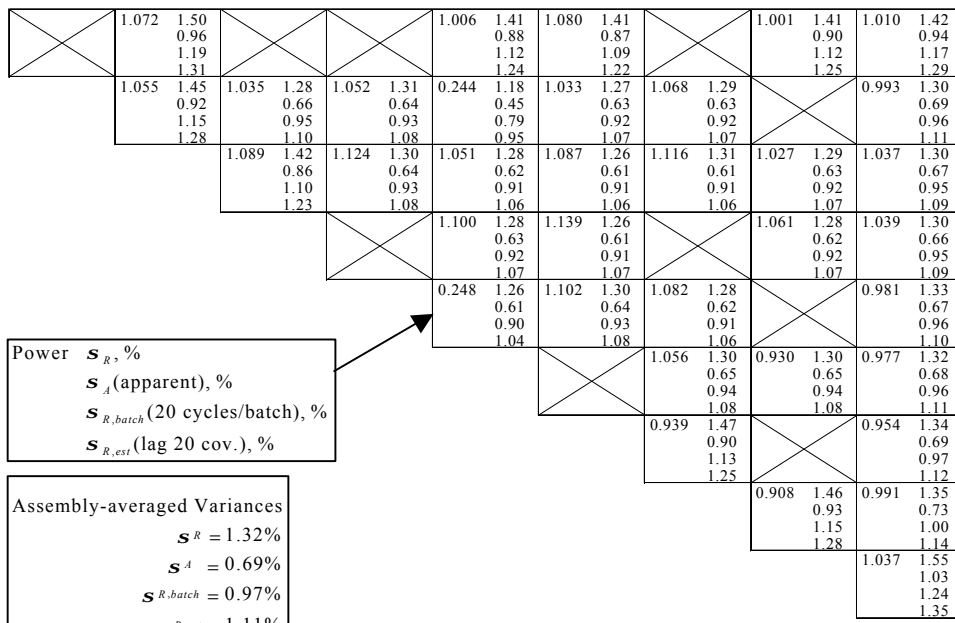 1.072 1.50 1.006 1.41 1.080 1.41 1.001 1.41 1.010 1.42
0.96 0.88 0.87 0.90 0.94
1.19 1.12 1.09 1.12 1.17
1.31 1.24 1.22 1.25 1.29
1.055 1.45 1.035 1.28 1.052 1.31 0.244 1.18 1.033 1.27 1.068 1.29 0.993 1.30
0.92 0.66 0.64 0.45 0.63 0.63 0.69
1.15 0.95 0.93 0.79 0.92 0.92 0.96
1.28 1.10 1.08 0.95 1.07 1.07 1.11
1.089 1.42 1.124 1.30 1.051 1.28 1.087 1.26 1.116 1.31 1.027 1.29 1.037 1.30
0.86 0.64 0.62 0.61 0.61 0.63 0.67
1.10 0.93 0.91 0.91 0.91 0.92 0.95
1.23 1.08 1.06 1.06 1.06 1.07 1.09
1.100 1.28 1.139 1.26 1.061 1.28 1.039 1.30
0.63 0.61 0.62 0.66
0.92 0.91 0.92 0.95
1.07 1.07 1.07 1.09
0.248 1.26 1.102 1.30 1.082 1.28 0.981 1.33
0.61 0.64 0.62 0.67
0.90 0.93 0.91 0.96
1.04 1.08 1.06 1.10
1.056 1.30 0.930 1.30 0.977 1.32
0.65 0.65 0.68
0.94 0.94 0.96
1.08 1.08 1.11
0.939 1.47 0.954 1.34
0.90 0.69
1.13 0.97
1.25 1.12
0.908 1.46 0.991 1.35
0.93 0.73
1.15 1.00
1.28 1.14
1.037 1.55
1.03
1.24
1.35
Power s R, %
s A (apparent), %
s R,batch (20 cycles/batch), %
s R,est (lag 20 cov.), %
Assembly-averaged Variances
s R = 1.32%
s A = 0.69%
s R,batch = 0.97%